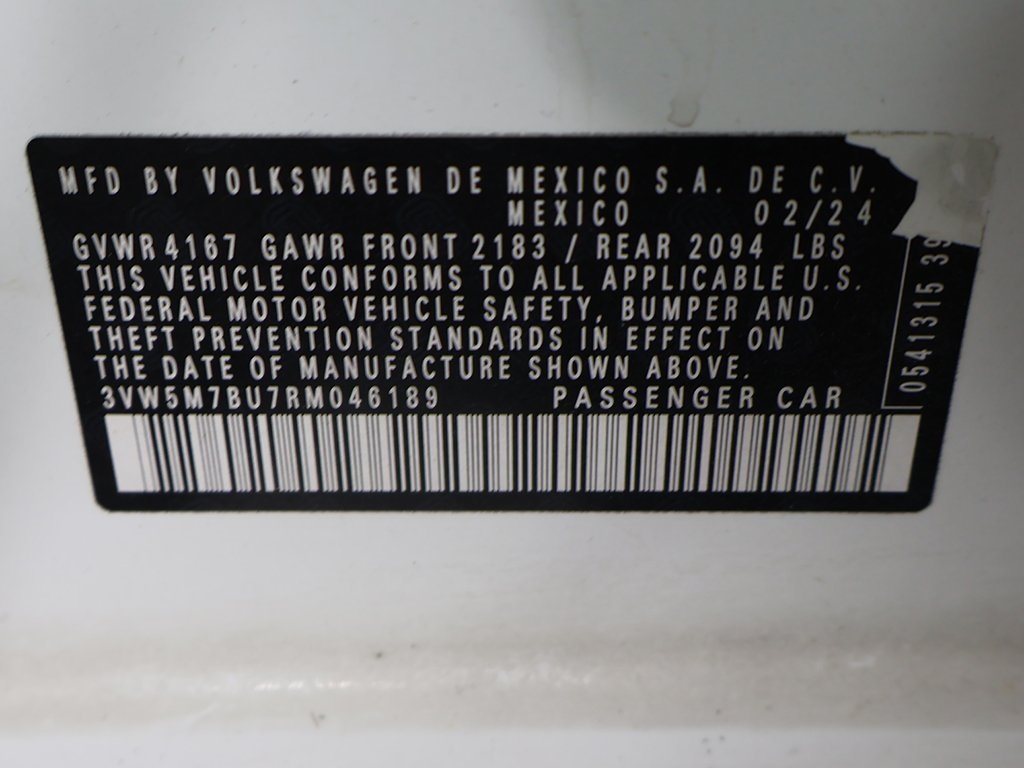 MFD BY VOLKSWAGEN DE MEXICO S.A. DE C.V.
MEXICO 02/24
GVWR 4167 GAWR FRONT 2183 / REAR 2094 LBS
THIS VEHICLE CONFORMS TO ALL APPLICABLE U.S.
FEDERAL MOTOR VEHICLE SAFETY, BUMPER AND
THEFT PREVENTION STANDARDS IN EFFECT ON
THE DATE OF MANUFACTURE SHOWN ABOVE.
3VW5M7BU7RM046189 PASSENGER CAR
0541315